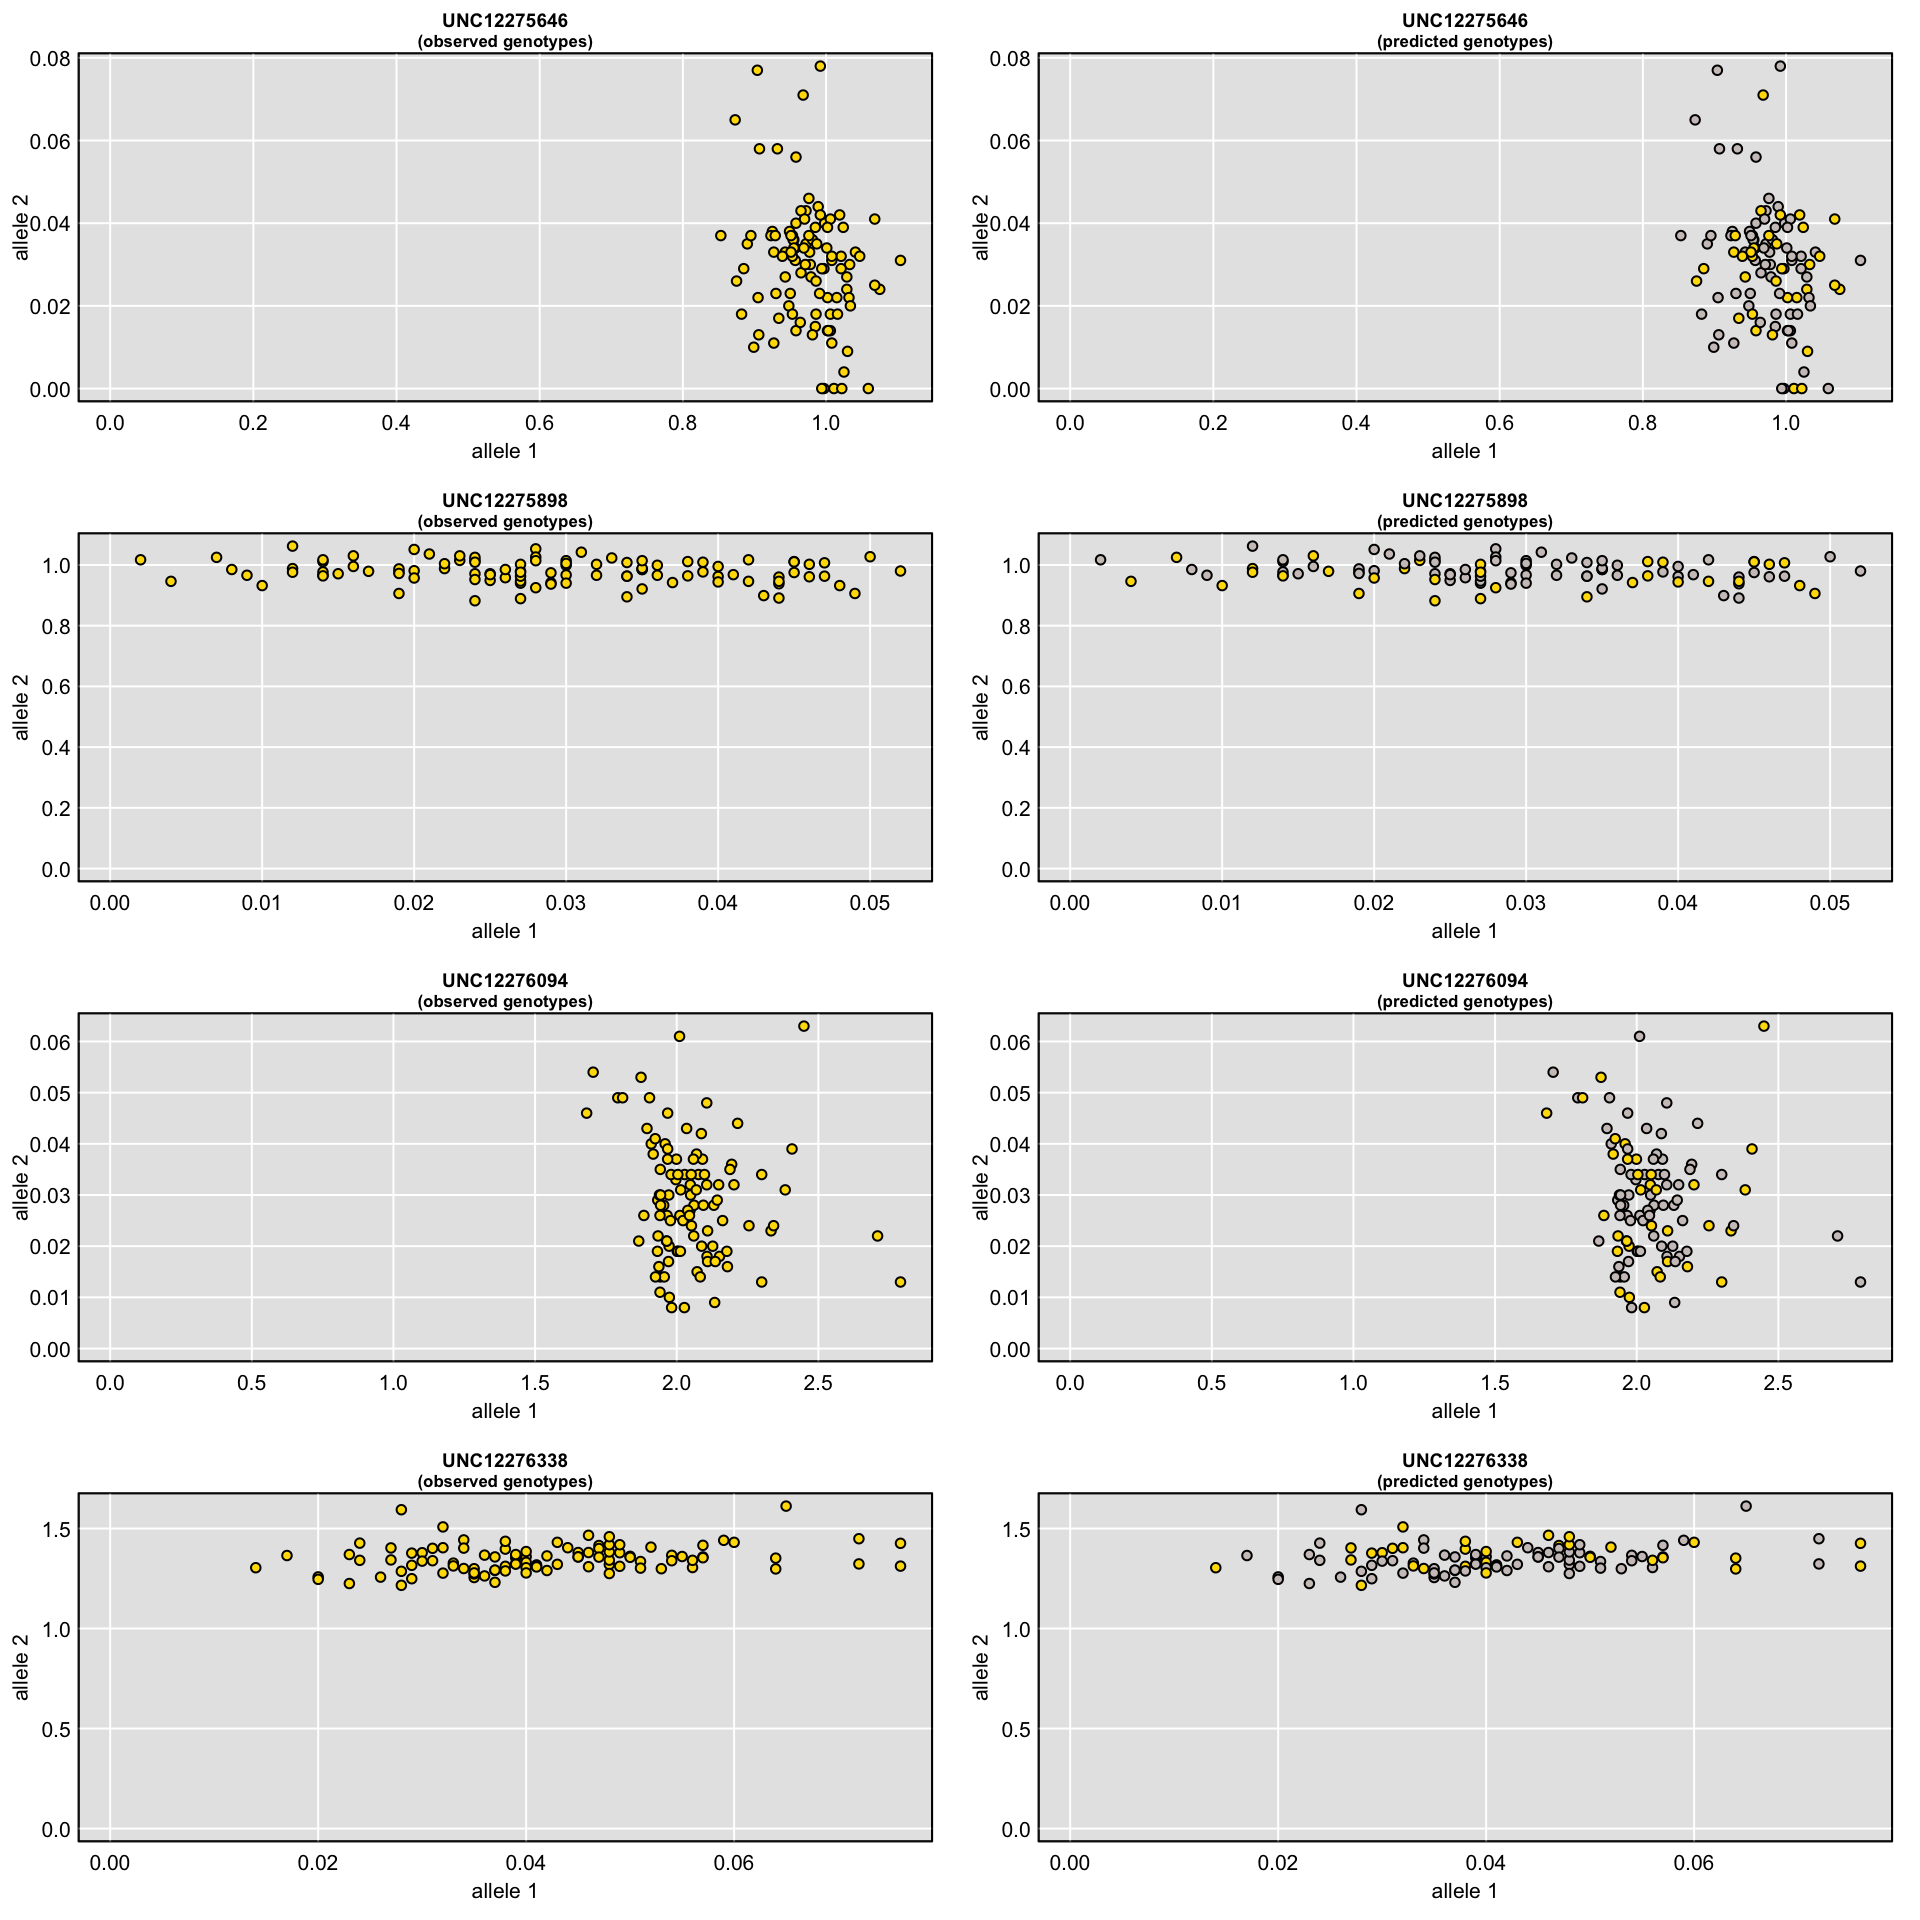 UNC12275646
(observed genotypes)
0.08
0.06
0.04
0.02
0.00
allele 2
0.0 0.2 0.4 0.6 0.8 1.0
allele 1
UNC12275646
(predicted genotypes)
0.08
0.06
0.04
0.02
0.00
allele 2
0.0 0.2 0.4 0.6 0.8 1.0
allele 1
UNC12275898
(observed genotypes)
1.0
0.8
0.6
0.4
0.2
0.0
allele 2
0.00 0.01 0.02 0.03 0.04 0.05
allele 1
UNC12275898
(predicted genotypes)
1.0
0.8
0.6
0.4
0.2
0.0
allele 2
0.00 0.01 0.02 0.03 0.04 0.05
allele 1
UNC12276094
(observed genotypes)
0.06
0.05
0.04
0.03
0.02
0.01
0.00
allele 2
0.0 0.5 1.0 1.5 2.0 2.5
allele 1
UNC12276094
(predicted genotypes)
0.06
0.05
0.04
0.03
0.02
0.01
0.00
allele 2
0.0 0.5 1.0 1.5 2.0 2.5
allele 1
UNC12276338
(observed genotypes)
1.5
1.0
0.5
0.0
allele 2
0.00 0.02 0.04 0.06
allele 1
UNC12276338
(predicted genotypes)
1.5
1.0
0.5
0.0
allele 2
0.00 0.02 0.04 0.06
allele 1